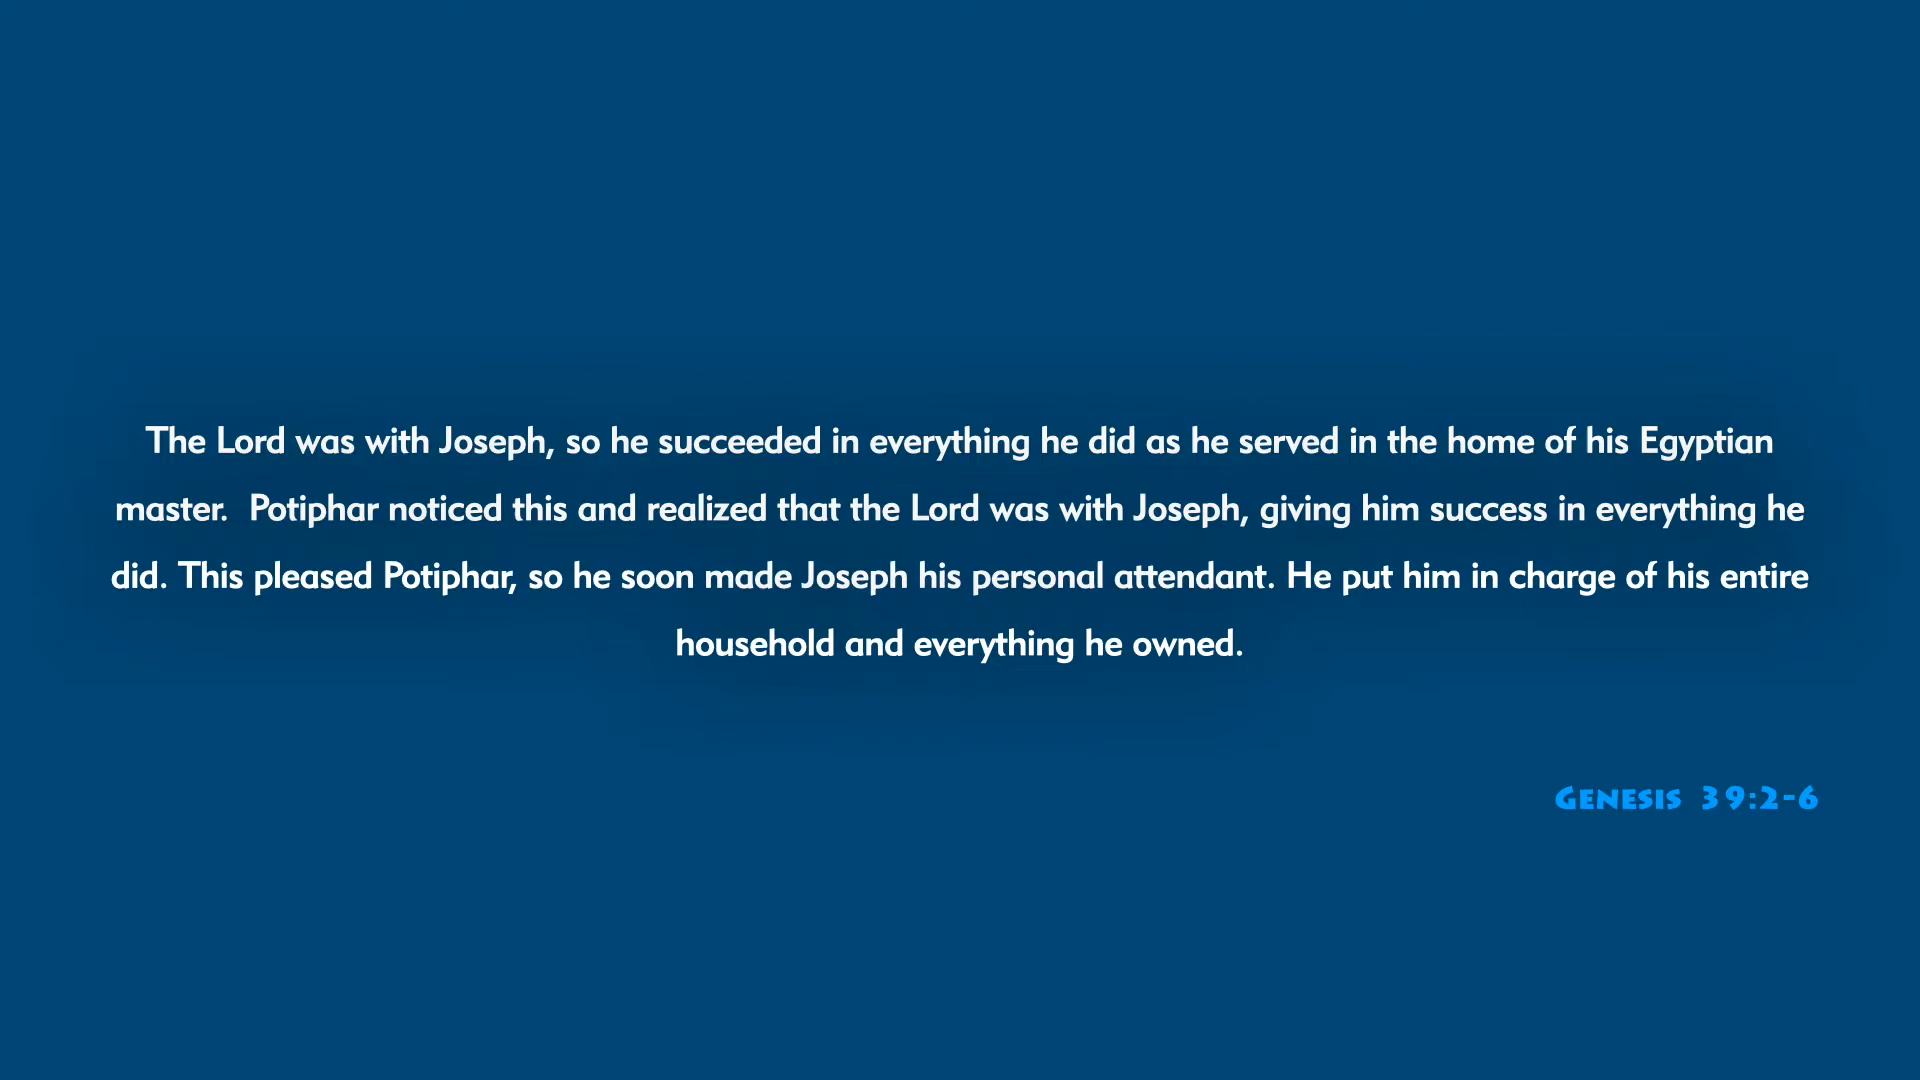 The Lord was with Joseph, so he succeeded in everything he did as he served in the home of his Egyptian
master.  Potiphar noticed this and realized that the Lord was with Joseph, giving him success in everything he
did. This pleased Potiphar, so he soon made Joseph his personal attendant. He put him in charge of his entire
household and everything he owned.
Genesis 39:2-6